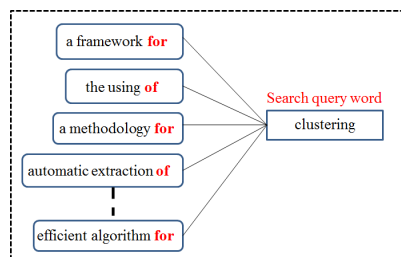 a framework for
the using of
Search query word
a methodology for
clustering
automatic extraction of
efficient algorithm for